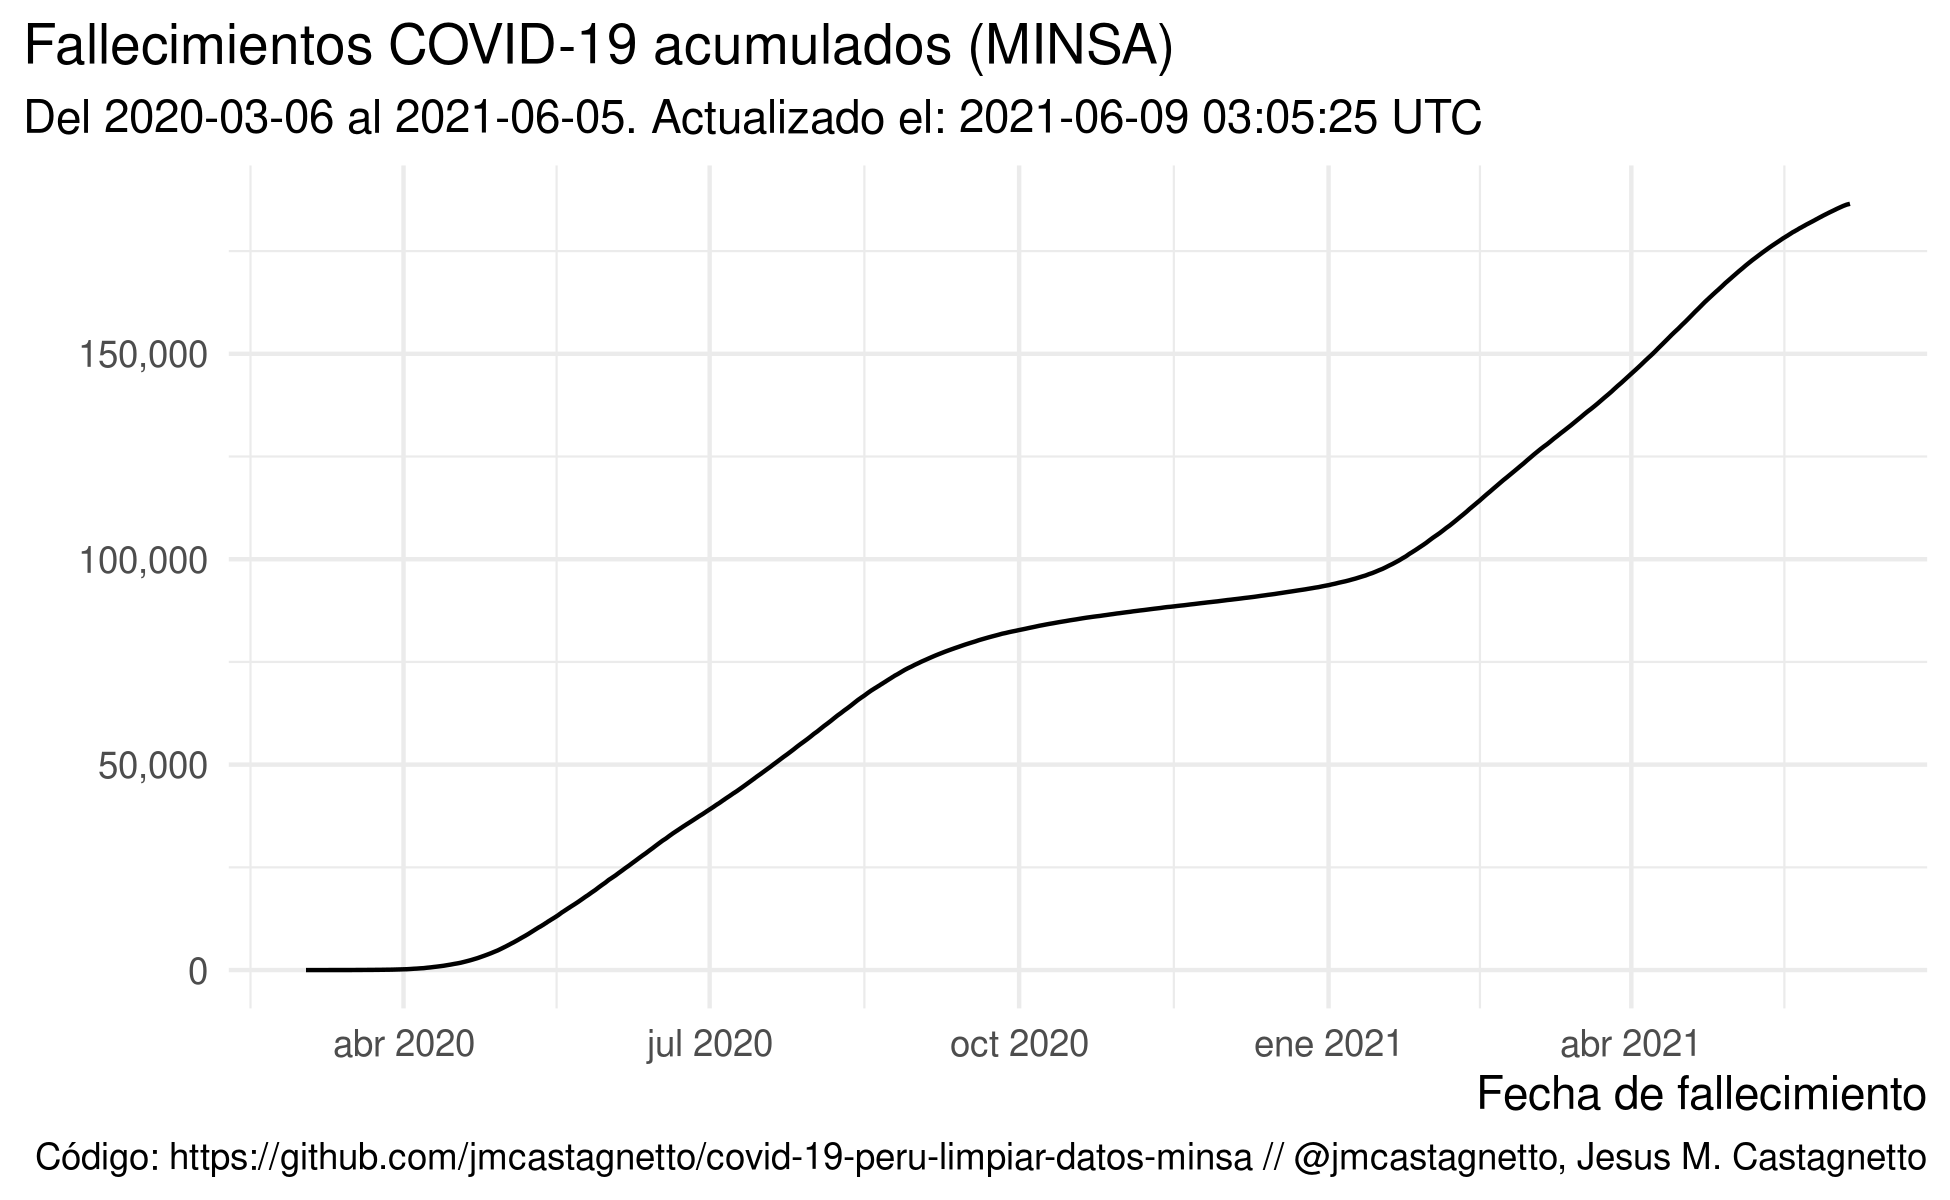 Fallecimientos COVID-19 acumulados (MINSA)
Del 2020-03-06 al 2021-06-05. Actualizado el: 2021-06-09 03:05:25 UTC
150,000
100,000
50,000
0
abr 2020 jul 2020 oct 2020 ene 2021 abr 2021
Fecha de fallecimiento
Código: https://github.com/jmcastagnetto/covid-19-peru-limpiar-datos-minsa // @jmcastagnetto, Jesus M. Castagnetto